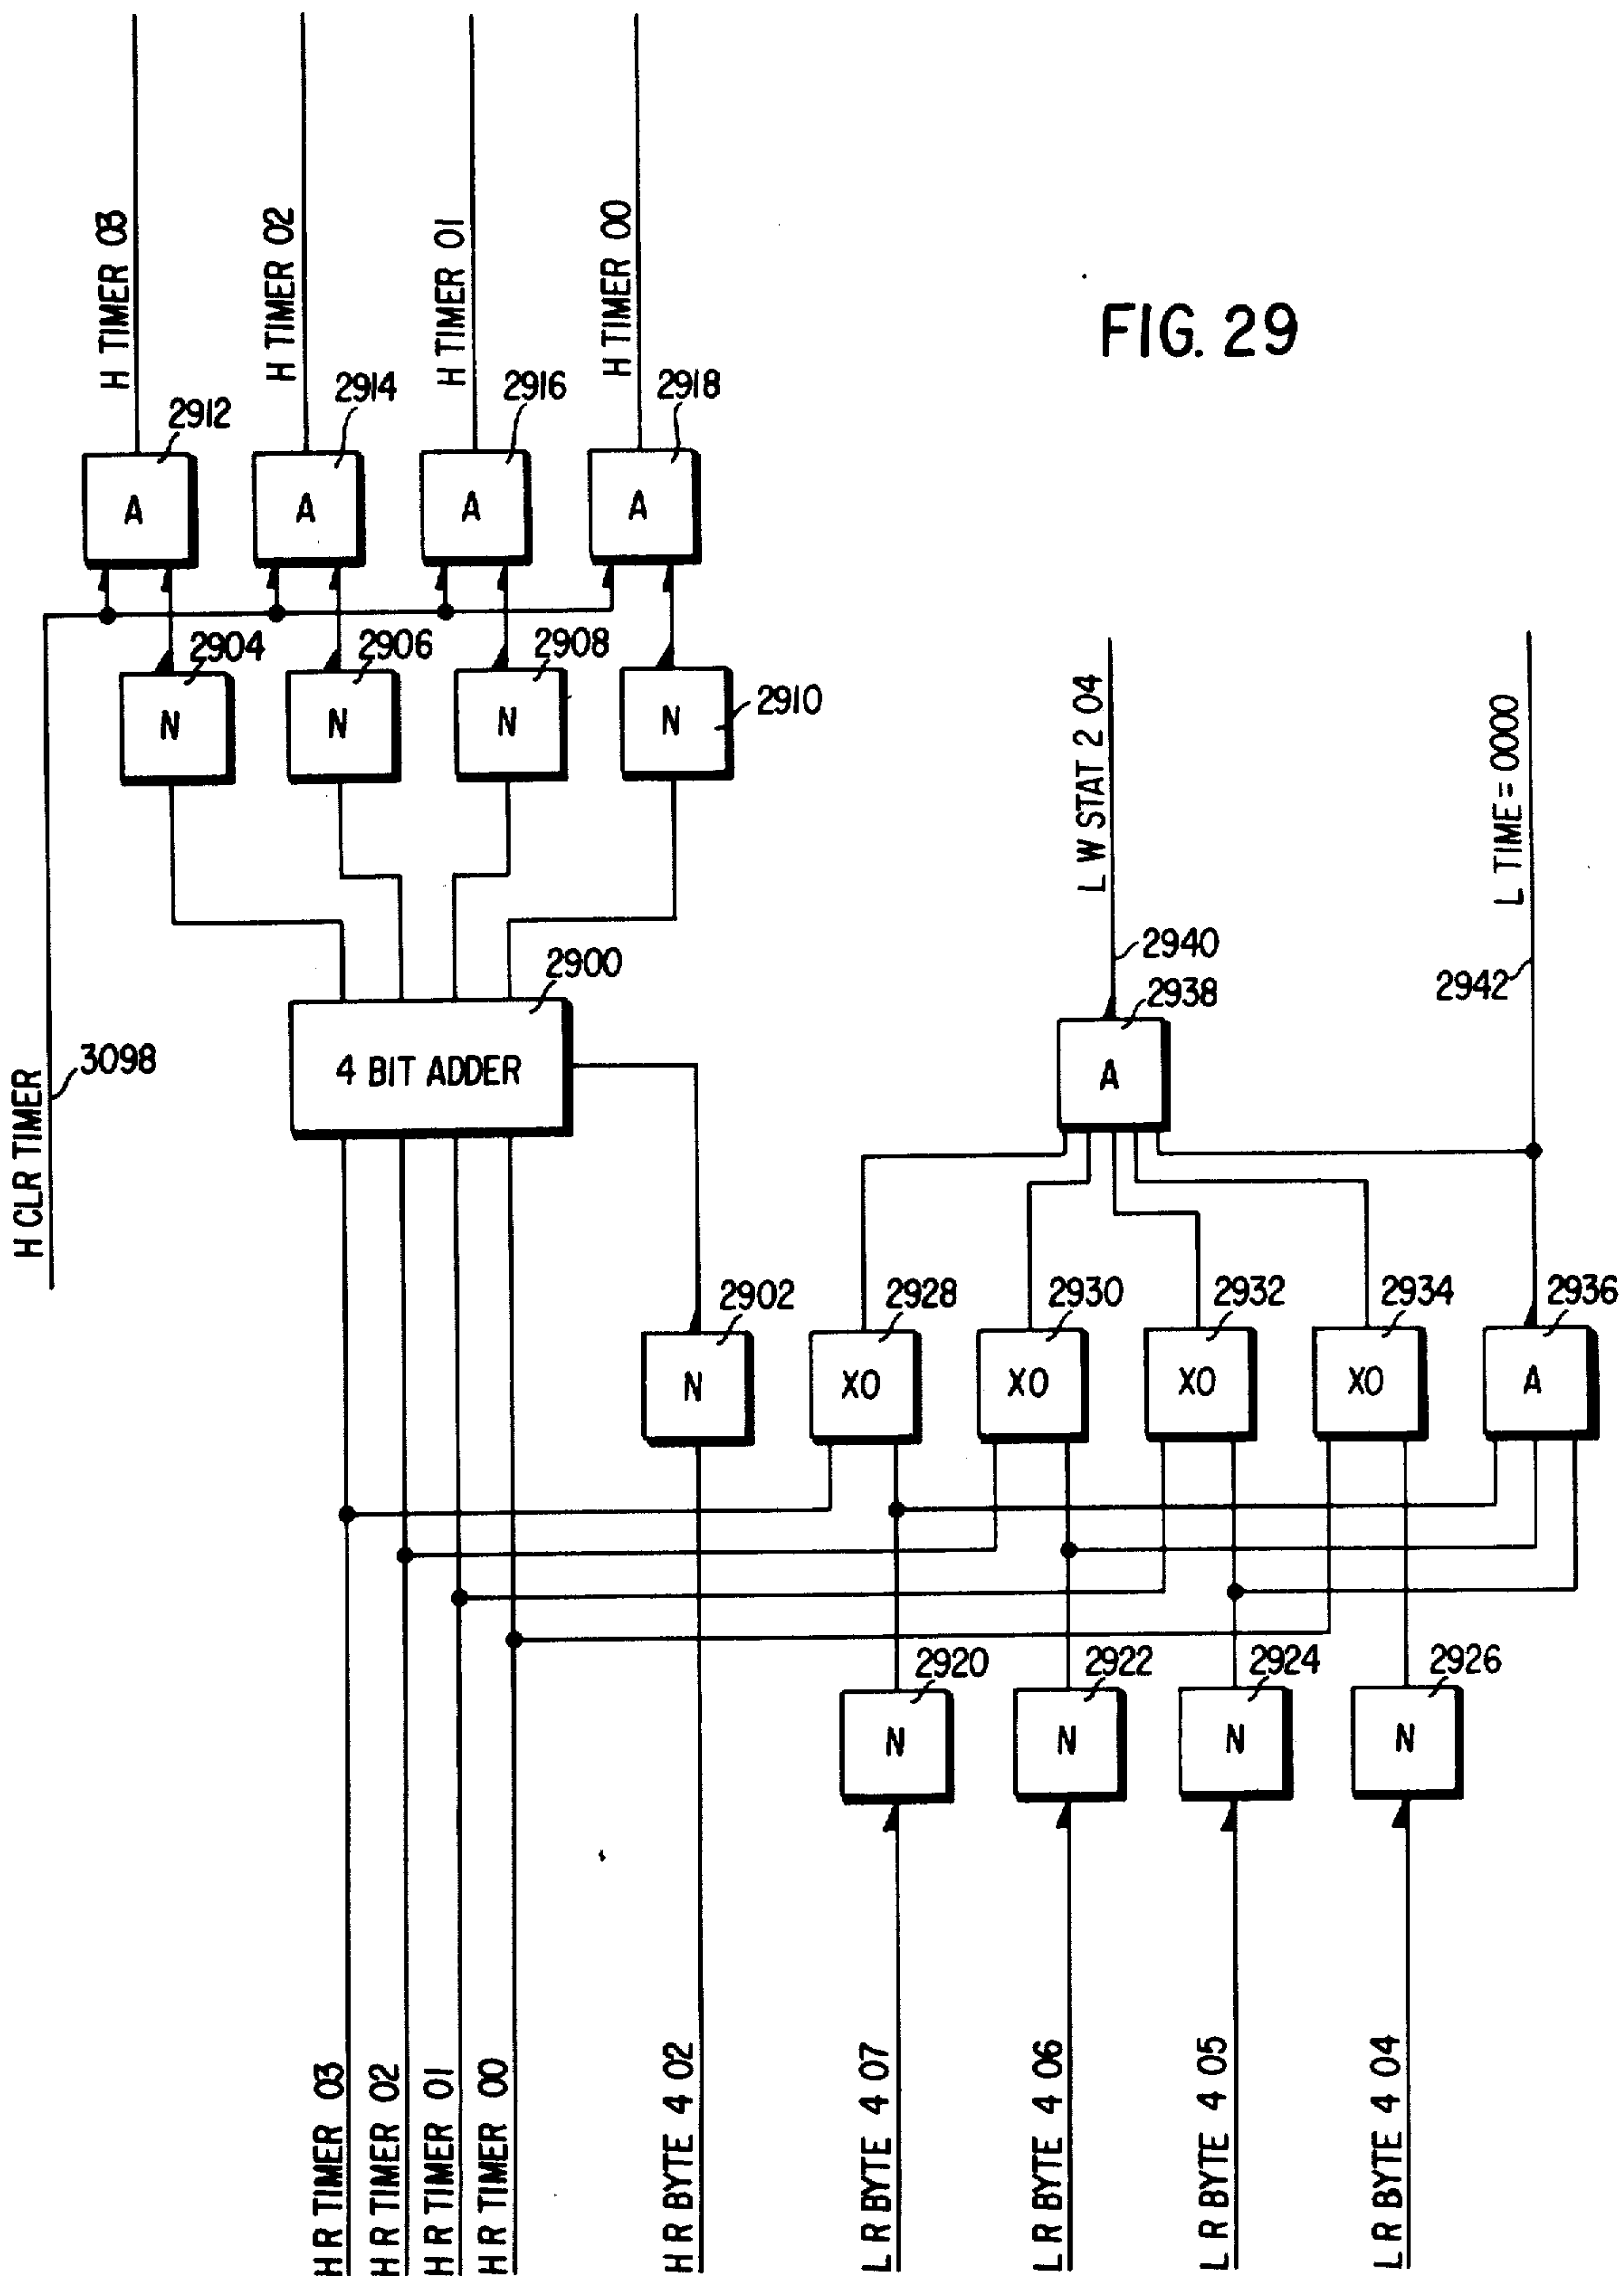 H TIMER 03
H TIMER 02
H TIMER 01
H TIMER 00
FIG. 29
2912
2914
2916
2918
A
A
A
A
2904
2906
2908
2910
N
N
N
N
L W STAT 2 04
L TIME = 0000
2900
2940
2942
2938
4 BIT ADDER
A
H CLR TIMER
3098
2902
2928
2930
2932
2934
2936
N
XO
XO
XO
XO
A
2920
2922
2924
2926
N
N
N
N
H R TIMER 03
H R TIMER 02
H R TIMER 01
H R TIMER 00
H R BYTE 4 02
L R BYTE 4 07
L R BYTE 4 06
L R BYTE 4 05
L R BYTE 4 04